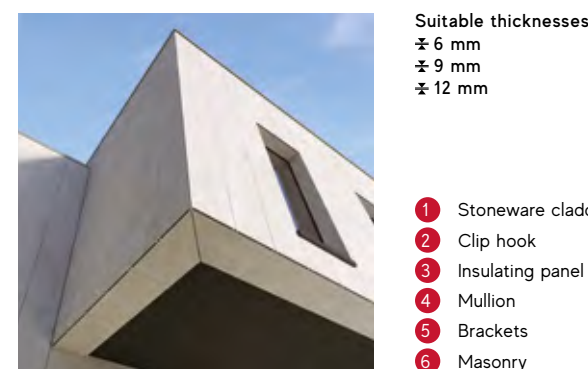 Suitable thicknesses
6 mm
9 mm
12 mm
1 Stoneware
2 Clip hook
3 Insulating panel
4 Mullion
5 Brackets
6 Masonry